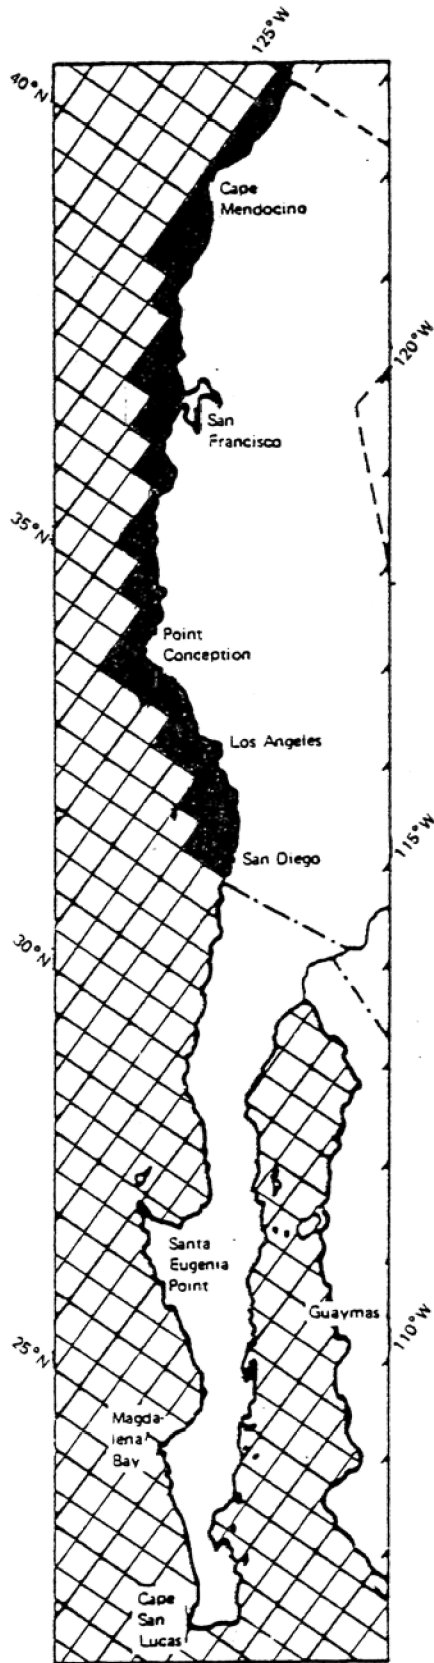 125°W
40°N
Cape
Mendocino
120°W
San
Francisco
35°N
Point
Conception
Los Angeles
115°W
San Diego
30°N
Santa
Eugenia
Point
Guaymas
110°W
25°N
Magda-
lena
Bay
Cape
San
Lucas